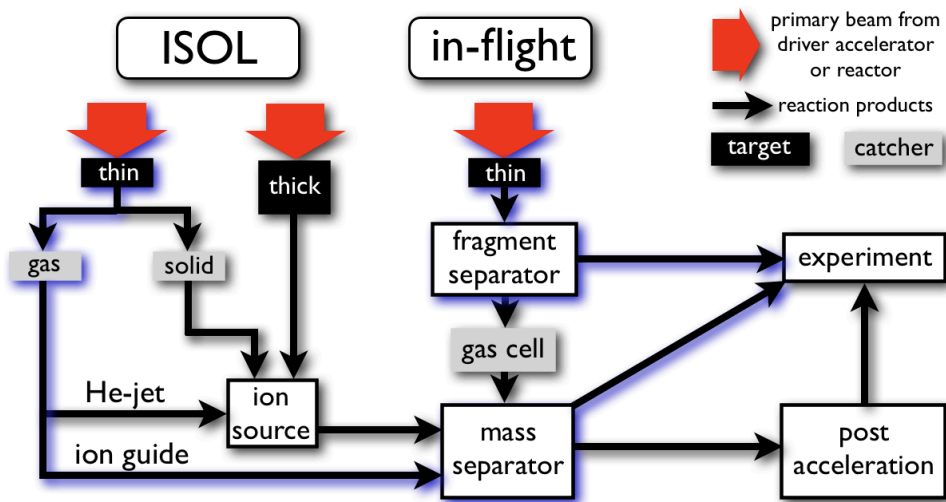 ISOL
in-flight
primary beam from
driver accelerator
or reactor
reaction products
target
catcher
thin
thick
thin
gas
solid
fragment
separator
experiment
gas cell
He-jet
ion
source
ion guide
mass
separator
post
acceleration